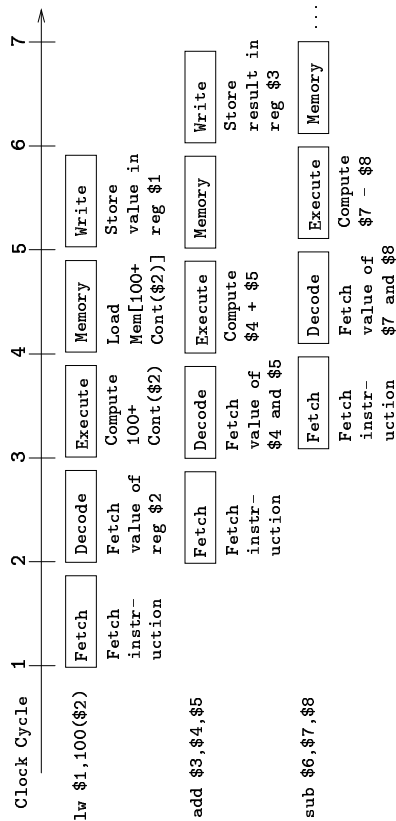 Clock Cycle 1 2 3 4 5 6 7
lw $1,100($2)
Fetch Decode Execute Memory Write
Fetch
instr-
uction
Fetch
value of
reg $2
Compute
100+
Cont($2)
Load
Mem[100+
Cont($2)]
Store
value in
reg $1
add $3,$4,$5
Fetch Decode Execute Memory Write
Fetch
instr-
uction
Fetch
value of
$4 and $5
Compute
$4 + $5
Store
result in
reg $3
sub $6,$7,$8
Fetch Decode Execute Memory ....
Fetch
instr-
uction
Fetch
value of
$7 and $8
Compute
$7 - $8